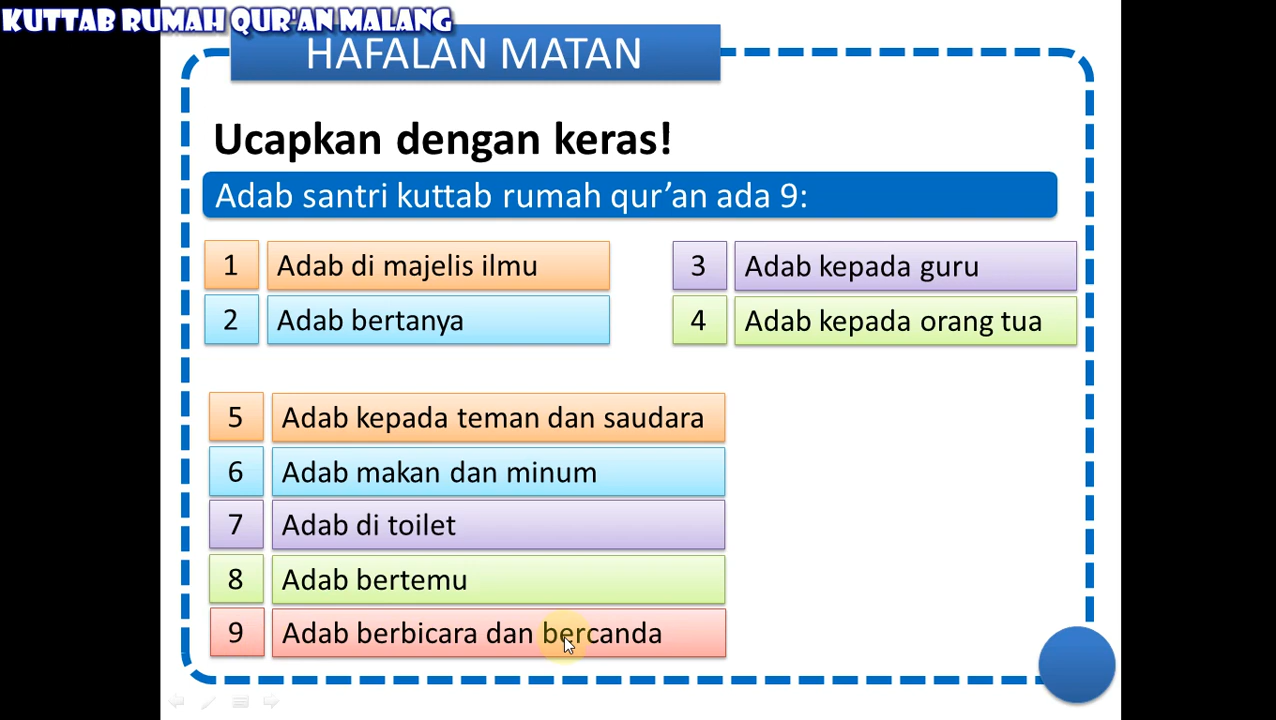 KUTTAB RUMAH QUR'AN MALANG
HAFALAN MATAN
Ucapkan dengan keras!
Adab santri kuttab rumah qur’an ada 9:
1 Adab di majelis ilmu
2 Adab bertanya
3 Adab kepada guru
4 Adab kepada orang tua
5 Adab kepada teman dan saudara
6 Adab makan dan minum
7 Adab di toilet
8 Adab bertemu
9 Adab berbicara dan bercanda